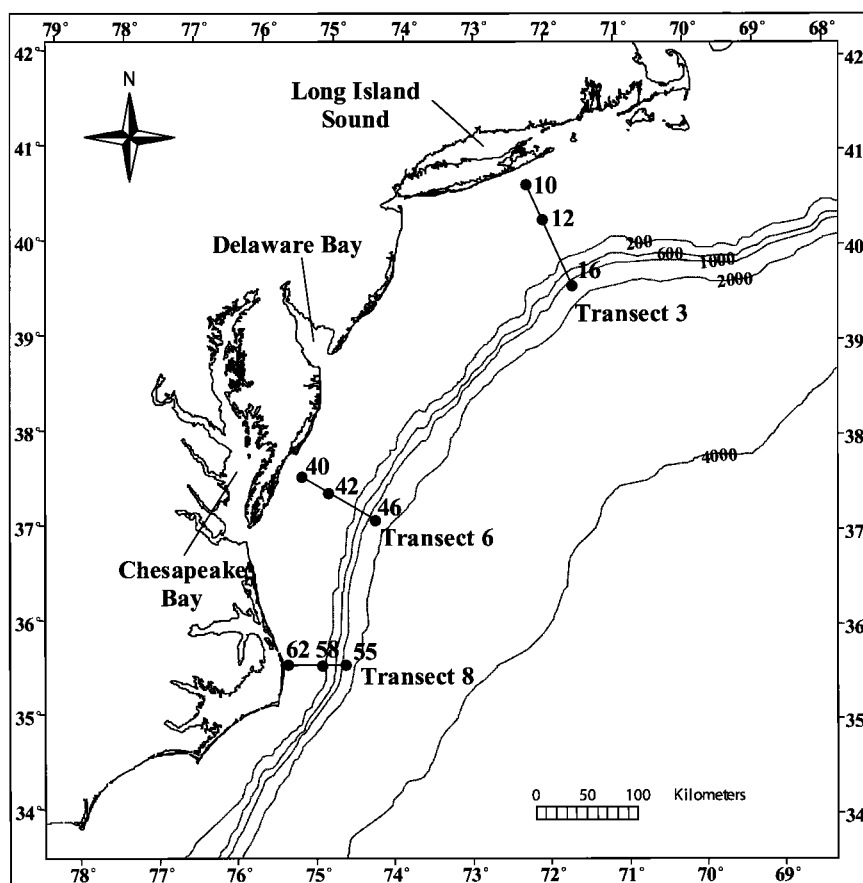 79° 78° 77° 76° 75° 74° 73° 72° 71° 70° 69° 68°
42° 42°
N
Long Island
Sound
41° 41°
10
12
Delaware Bay
200
40° 40°
600
1000
16
2000
Transect 3
39° 39°
38° 38°
4000
40
42
46
37° 37°
Transect 6
Chesapeake
Bay
36° 36°
62 58 55
Transect 8
35° 35°
0 50 100 Kilometers
34° 34°
78° 77° 76° 75° 74° 73° 72° 71° 70° 69°